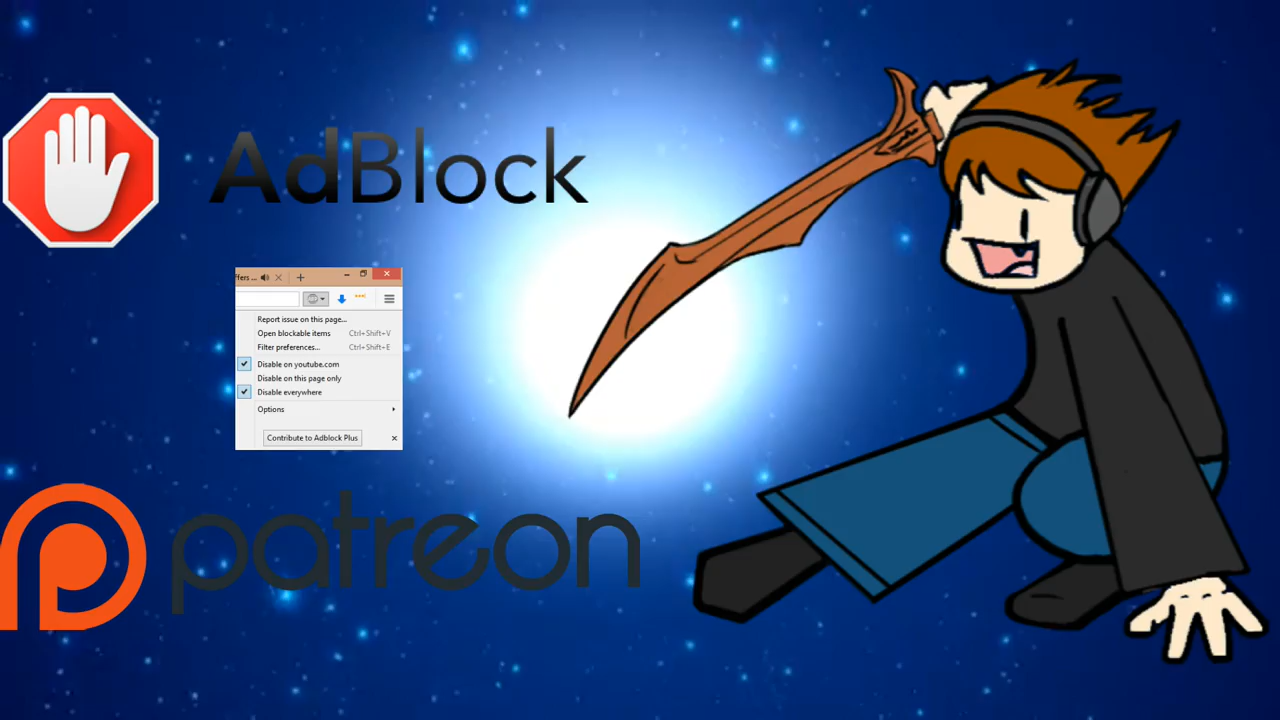 AdBlock
ffers ...
Report issue on this page...
Open blockable items Ctrl+Shift+V
Filter preferences... Ctrl+Shift+E
Disable on youtube.com
Disable on this page only
Disable everywhere
Options
Contribute to Adblock Plus
patreon